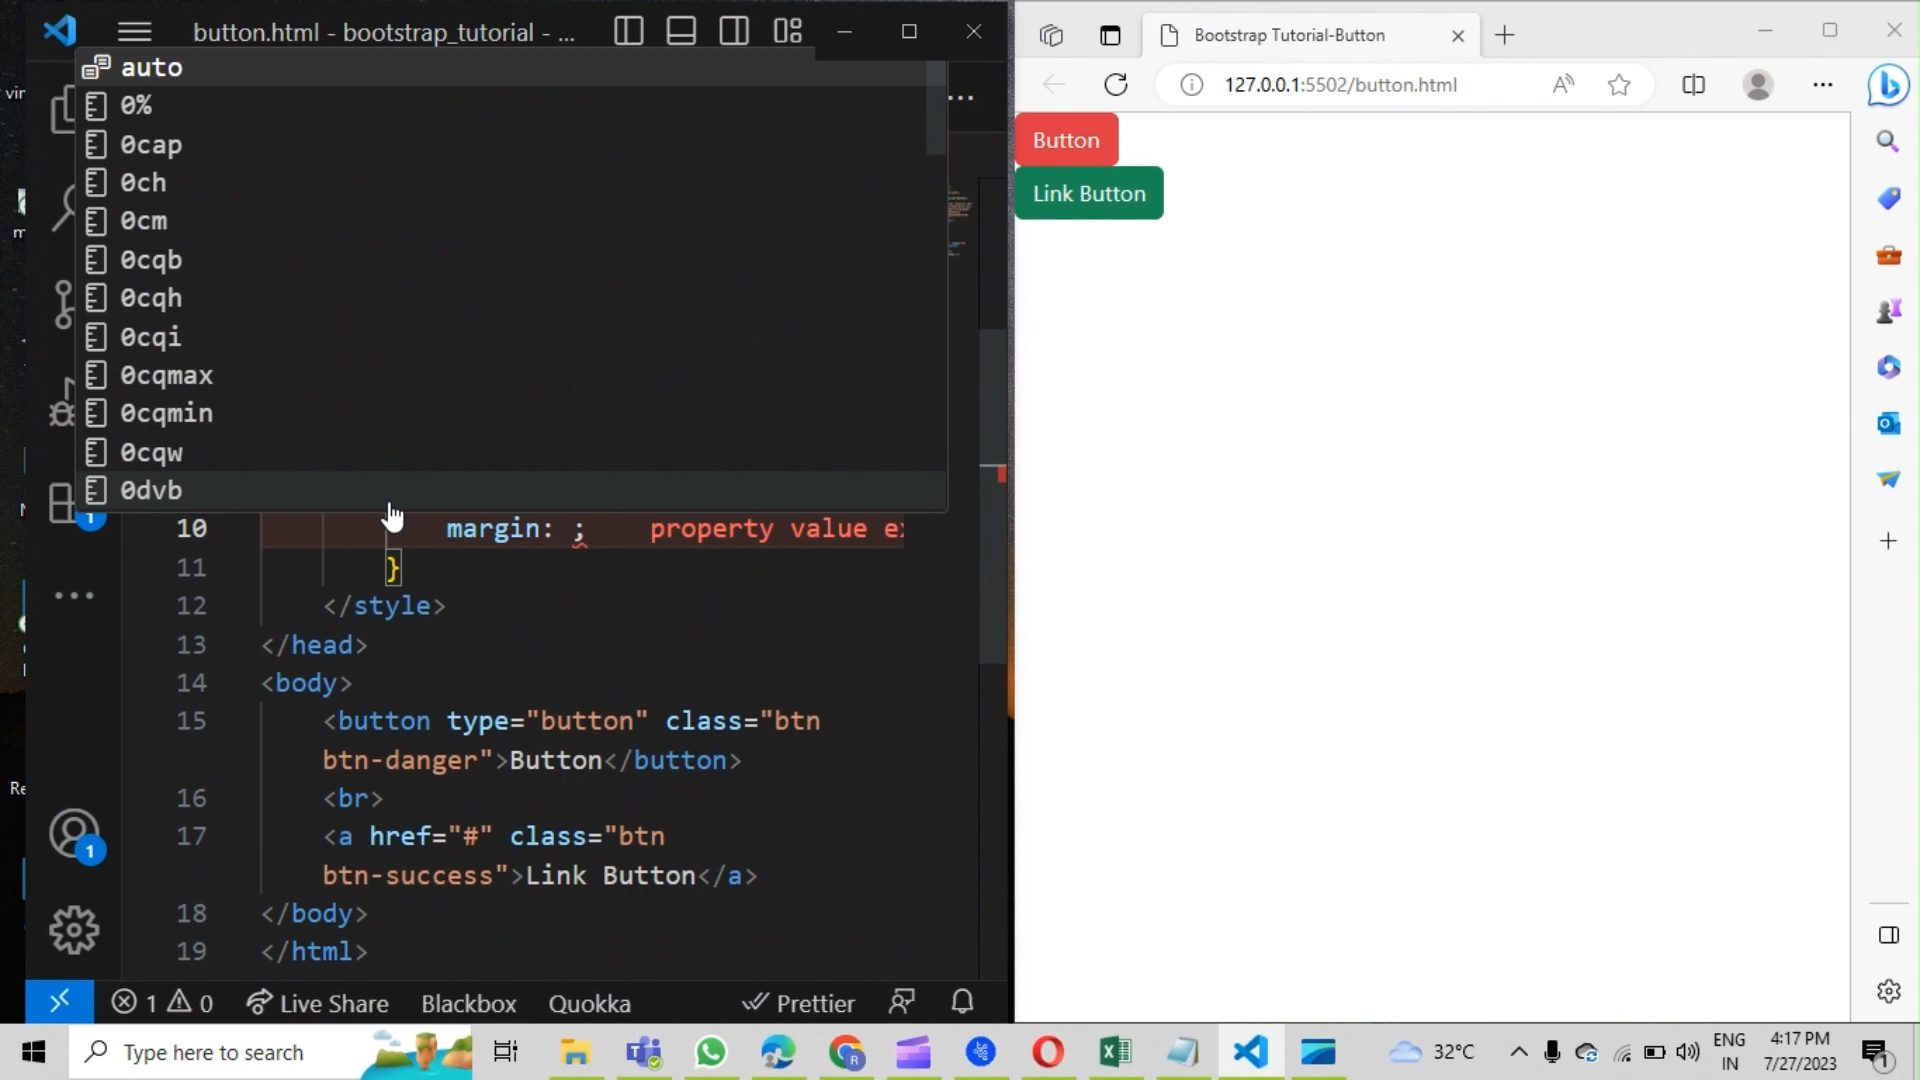 button.html - bootstrap_tutorial - ...
auto
0%
0cap
0ch
0cm
0cqb
0cqh
0cqi
0cqmax
0cqmin
0cqw
0dvb
10 margin: ; property value ex
11 }
12 </style>
13 </head>
14 <body>
15 <button type="button" class="btn
btn-danger">Button</button>
16 <br>
17 <a href="#" class="btn
btn-success">Link Button</a>
18 </body>
19 </html>
1
1
1 0 Live Share Blackbox Quokka Prettier
Bootstrap Tutorial-Button
127.0.0.1:5502/button.html
Button
Link Button
Type here to search
32°C
ENG
IN
4:17 PM
7/27/2023
1